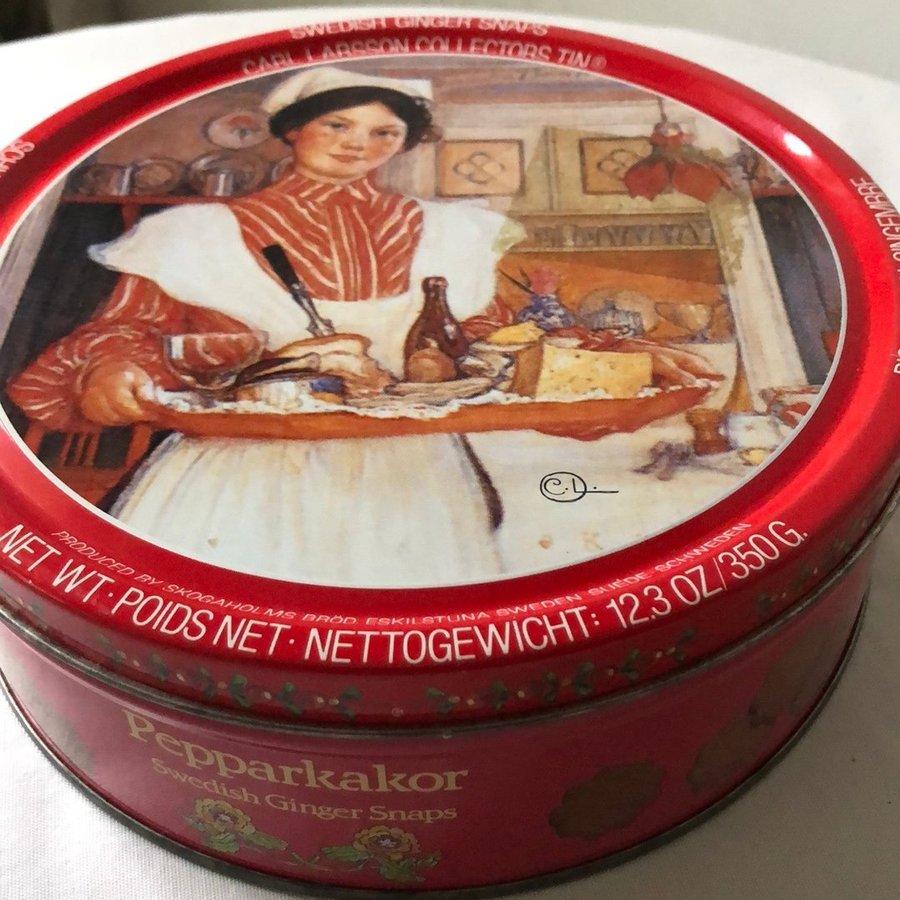 SWEDISH GINGER SNAPS
CARL LARSSON COLLECTORS TIN®
C.L.
PRODUCED BY SKOGAHOLMS BRÖD, ESKILSTUNA SWEDEN SUÈDE SCHWEDEN
NET WT · POIDS NET · NETTOGEWICHT: 12.3 OZ/350G.
Pepparkakor
Swedish Ginger Snaps